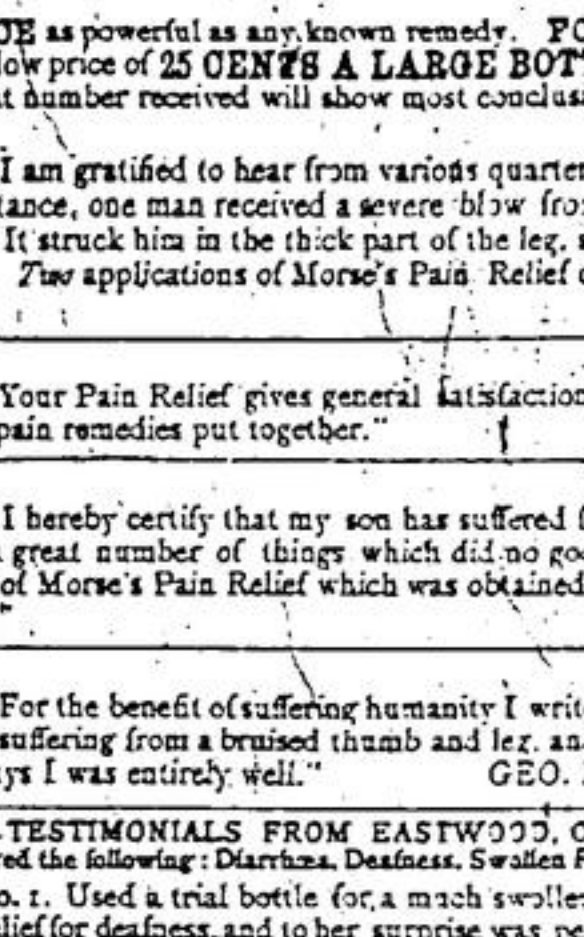 as powerful as any known remedy. FO
low price of 25 CENTS A LARGE BOT
number received will show most conclus
I am gratified to hear from various quarter
tance, one man received a severe blow fro
It struck him in the thick part of the leg.
Two applications of Morse's Pain Relief
Your Pain Relief gives general satisfaction
pain remedies put together."
I hereby certify that my son has suffered
great number of things which did no go
of Morse's Pain Relief which was obtained
"
For the benefit of suffering humanity I writ
suffering from a bruised thumb and leg. an
ys I was entirely well." GEO.
TESTIMONIALS FROM EASTWOOD,
red the following: Diarrhœa, Deafness, Swollen
o. 1. Used a trial bottle for a much swolle
lief for deafness, and to her surprise was